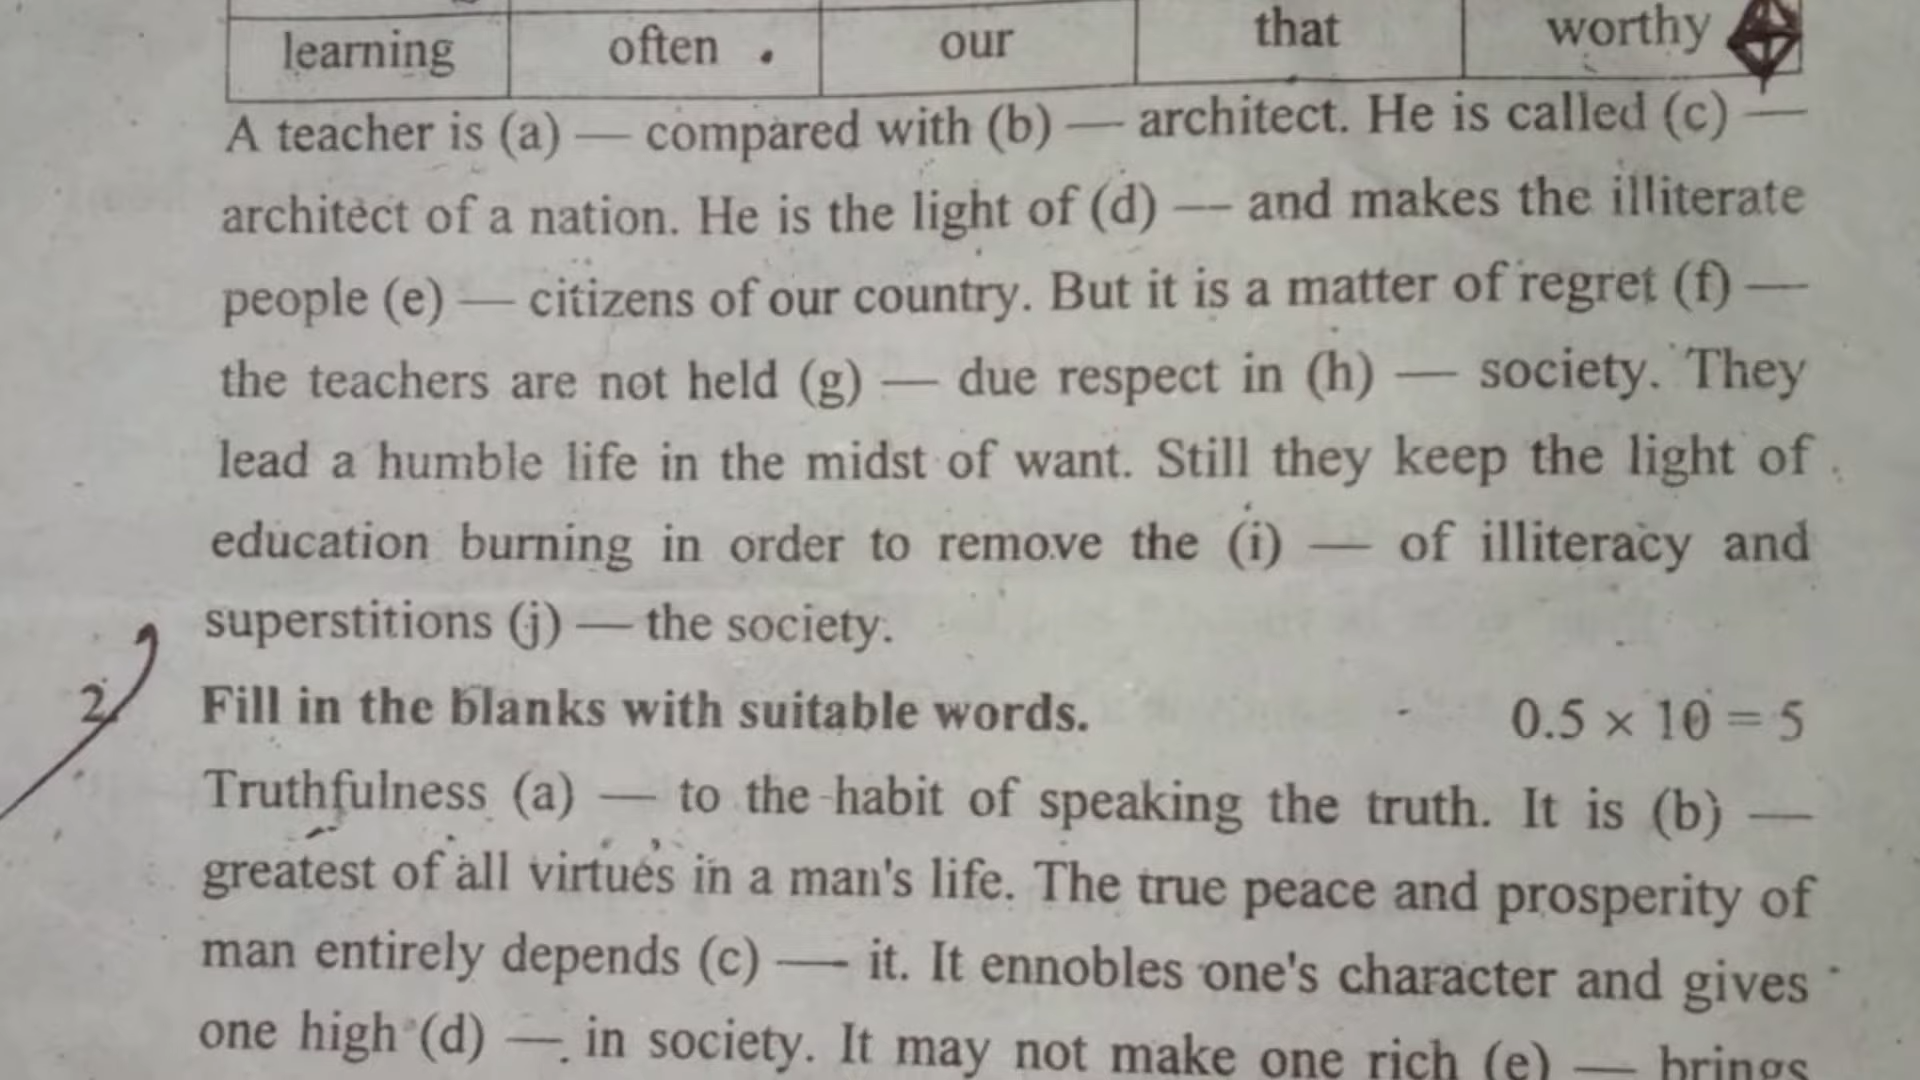 learning often our that worthy
A teacher is (a) — compared with (b) — architect. He is called (c) —
architect of a nation. He is the light of (d) — and makes the illiterate
people (e) — citizens of our country. But it is a matter of regret (f) —
the teachers are not held (g) — due respect in (h) — society. They
lead a humble life in the midst of want. Still they keep the light of
education burning in order to remove the (i) — of illiteracy and
superstitions (j) — the society.
2 Fill in the blanks with suitable words. 0.5 × 10 = 5
Truthfulness (a) — to the habit of speaking the truth. It is (b) —
greatest of all virtues in a man's life. The true peace and prosperity of
man entirely depends (c) — it. It ennobles one's character and gives
one high (d) — in society. It may not make one rich (e) — brings